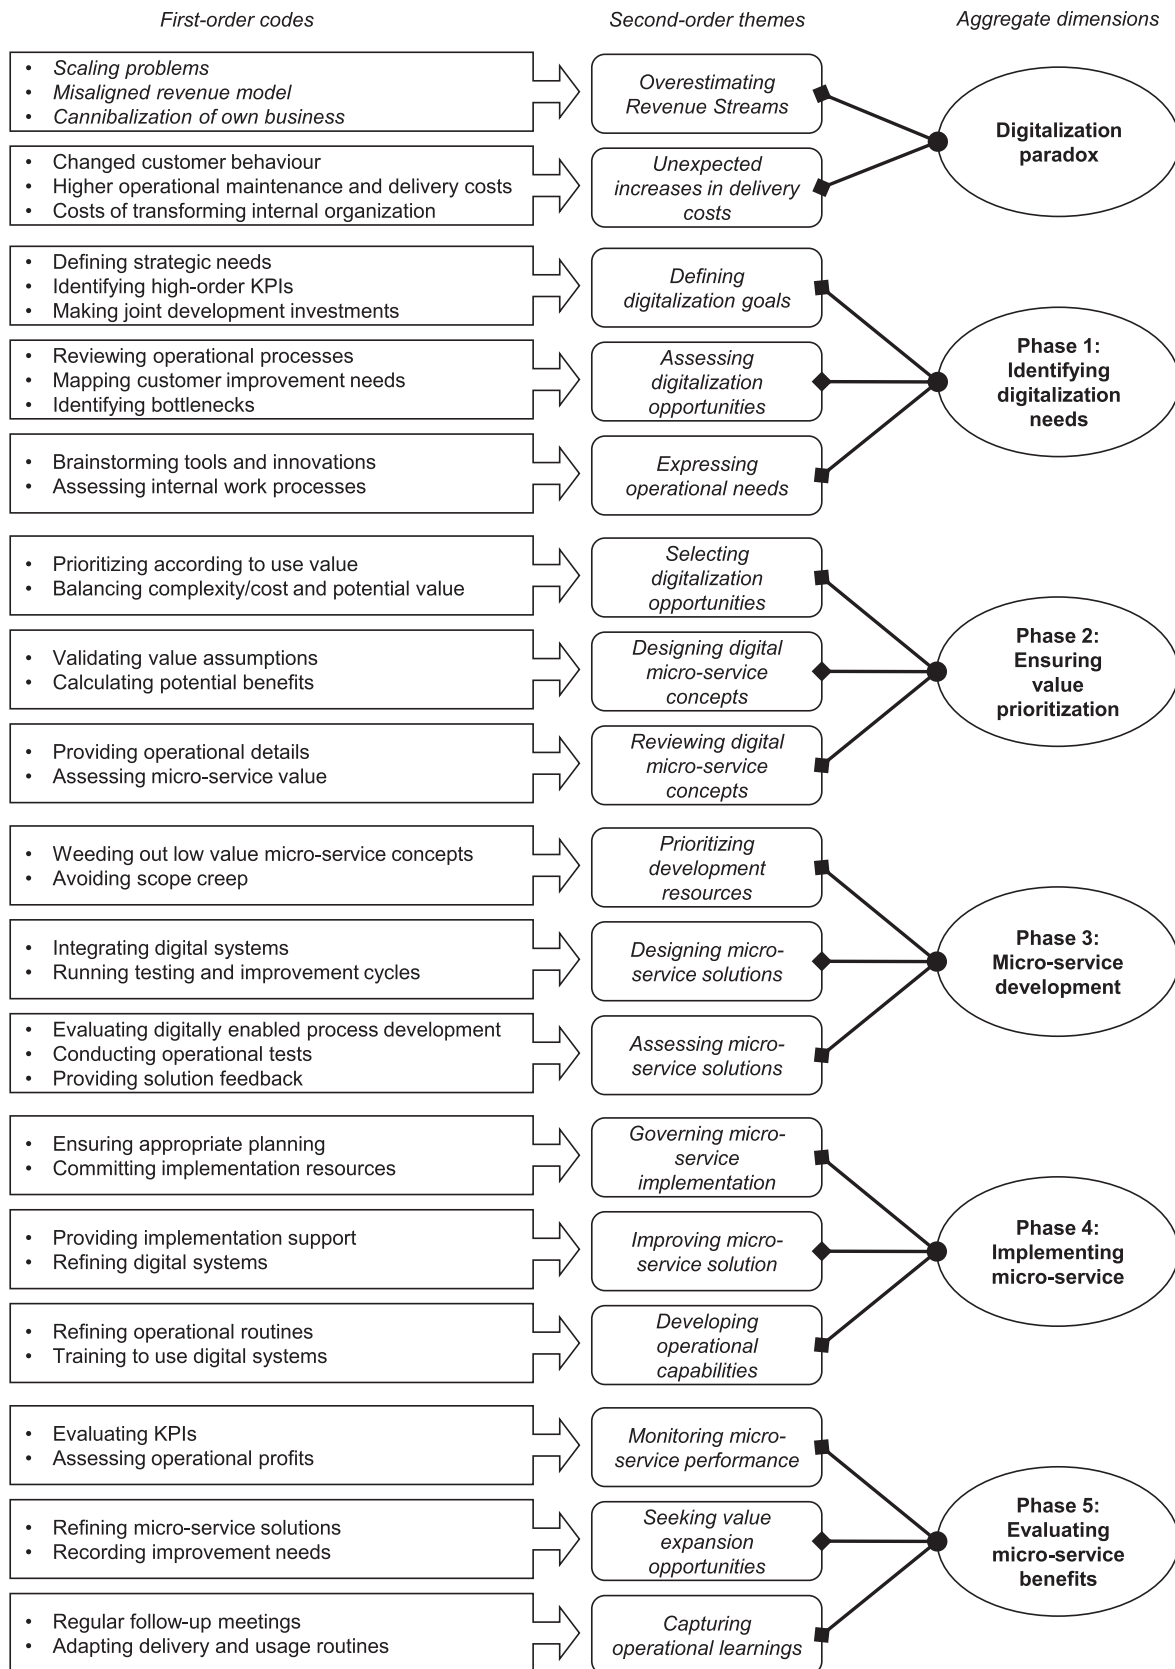 First-order codes
Second-order themes
Aggregate dimensions
• Scaling problems
• Misaligned revenue model
• Cannibalization of own business
Overestimating
Revenue Streams
• Changed customer behaviour
• Higher operational maintenance and delivery costs
• Costs of transforming internal organization
Unexpected
increases in delivery
costs
Digitalization
paradox
• Defining strategic needs
• Identifying high-order KPIs
• Making joint development investments
Defining
digitalization goals
• Reviewing operational processes
• Mapping customer improvement needs
• Identifying bottlenecks
Assessing
digitalization
opportunities
• Brainstorming tools and innovations
• Assessing internal work processes
Expressing
operational needs
Phase 1:
Identifying
digitalization
needs
• Prioritizing according to use value
• Balancing complexity/cost and potential value
Selecting
digitalization
opportunities
• Validating value assumptions
• Calculating potential benefits
Designing digital
micro-service
concepts
• Providing operational details
• Assessing micro-service value
Reviewing digital
micro-service
concepts
Phase 2:
Ensuring
value
prioritization
• Weeding out low value micro-service concepts
• Avoiding scope creep
Prioritizing
development
resources
• Integrating digital systems
• Running testing and improvement cycles
Designing micro-
service solutions
• Evaluating digitally enabled process development
• Conducting operational tests
• Providing solution feedback
Assessing micro-
service solutions
Phase 3:
Micro-service
development
• Ensuring appropriate planning
• Committing implementation resources
Governing micro-
service
implementation
• Providing implementation support
• Refining digital systems
Improving micro-
service solution
• Refining operational routines
• Training to use digital systems
Developing
operational
capabilities
Phase 4:
Implementing
micro-service
• Evaluating KPIs
• Assessing operational profits
Monitoring micro-
service performance
• Refining micro-service solutions
• Recording improvement needs
Seeking value
expansion
opportunities
• Regular follow-up meetings
• Adapting delivery and usage routines
Capturing
operational learnings
Phase 5:
Evaluating
micro-service
benefits